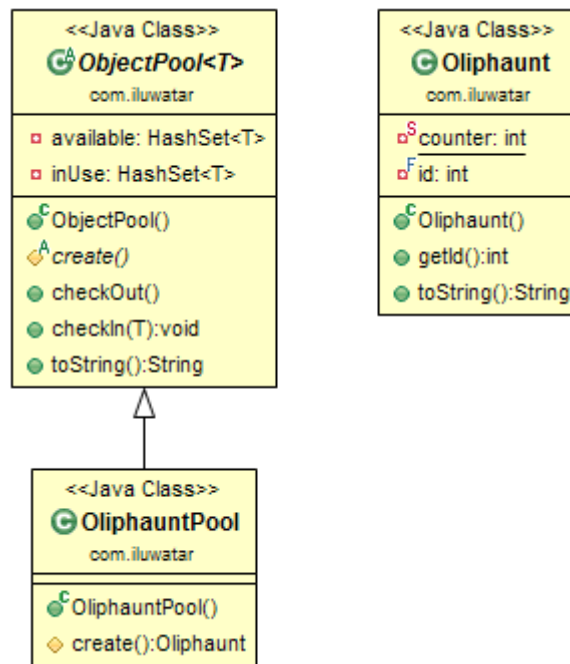 <<Java Class>>
ObjectPool<T>
com.iluwatar
available: HashSet<T>
inUse: HashSet<T>
ObjectPool()
create()
checkOut()
checkIn(T):void
toString():String
<<Java Class>>
Oliphaunt
com.iluwatar
counter: int
id: int
Oliphaunt()
getId():int
toString():String
<<Java Class>>
OliphauntPool
com.iluwatar
OliphauntPool()
create():Oliphaunt